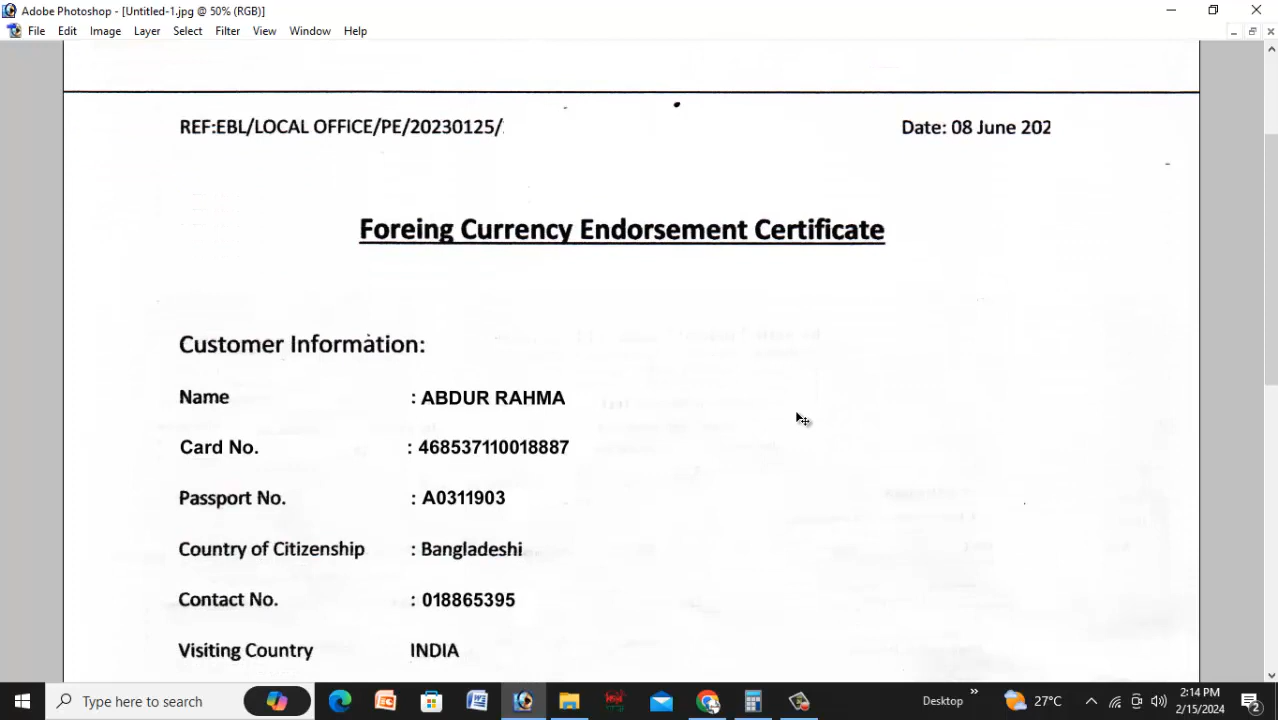 Adobe Photoshop - [Untitled-1.jpg @ 50% (RGB)]
File Edit Image Layer Select Filter View Window Help
REF:EBL/LOCAL OFFICE/PE/20230125/
Date: 08 June 202
Foreing Currency Endorsement Certificate
Customer Information:
Name : ABDUR RAHMA
Card No. : 468537110018887
Passport No. : A0311903
Country of Citizenship : Bangladeshi
Contact No. : 018865395
Visiting Country INDIA
Type here to search
Desktop
27°C
2:14 PM
2/15/2024
2